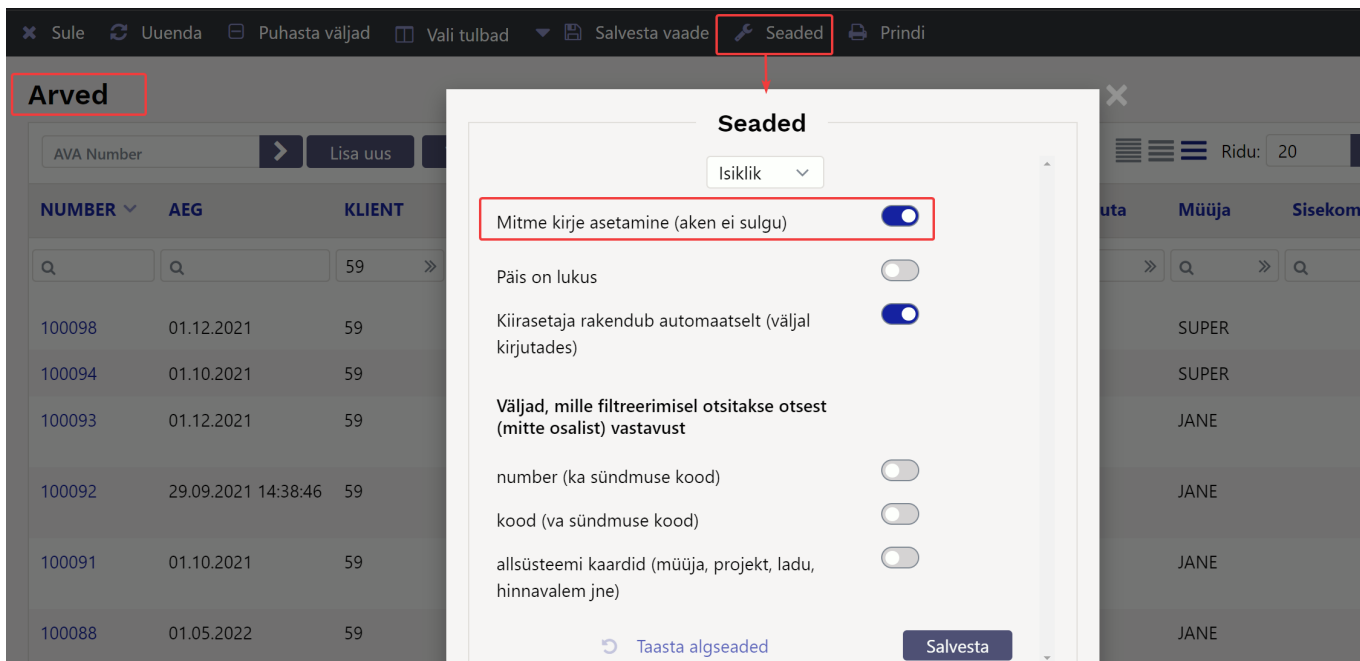 Sule Uuenda Puhasta väljad Vali tulbad Salvesta vaade Seaded Prindi
Arved
AVA Number Lisa uus Ridu: 20
NUMBER AEG KLIENT uta Müüja Sisekom
59
100098 01.12.2021 59 SUPER
100094 01.10.2021 59 SUPER
100093 01.12.2021 59 JANE
100092 29.09.2021 14:38:46 59 JANE
100091 01.10.2021 59 JANE
100088 01.05.2022 59 JANE
Seaded
Isiklik
Mitme kirje asetamine (aken ei sulgu)
Päis on lukus
Kiirasetaja rakendub automaatselt (väljal
kirjutades)
Väljad, mille filtreerimisel otsitakse otsest
(mitte osalist) vastavust
number (ka sündmuse kood)
kood (va sündmuse kood)
allsüsteemi kaardid (müüja, projekt, ladu,
hinnavalem jne)
Taasta algseaded Salvesta